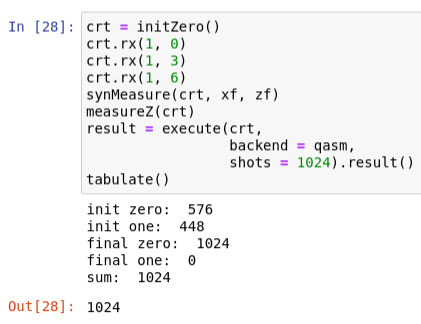 In [28]: crt = initZero()
crt.rx(1, 0)
crt.rx(1, 3)
crt.rx(1, 6)
synMeasure(crt, xf, zf)
measureZ(crt)
result = execute(crt,
backend = qasm,
shots = 1024).result()
tabulate()
init zero:  576
init one:  448
final zero:  1024
final one:  0
sum:  1024
Out[28]: 1024